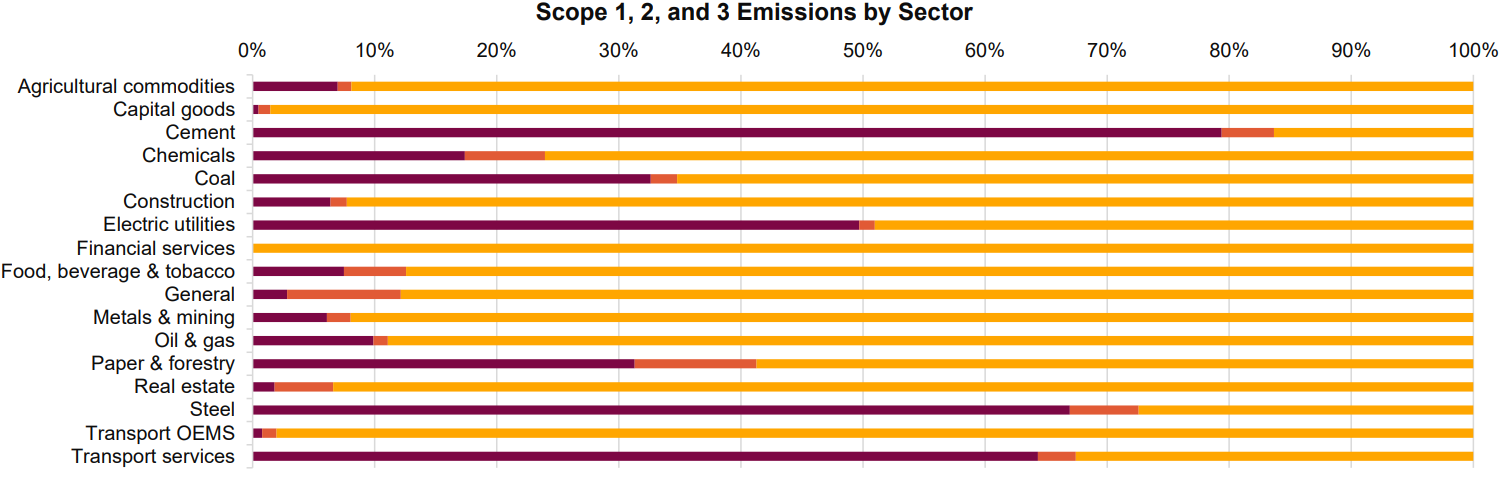 Scope 1, 2, and 3 Emissions by Sector
0% 10% 20% 30% 40% 50% 60% 70% 80% 90% 100%
Agricultural commodities
Capital goods
Cement
Chemicals
Coal
Construction
Electric utilities
Financial services
Food, beverage & tobacco
General
Metals & mining
Oil & gas
Paper & forestry
Real estate
Steel
Transport OEMS
Transport services